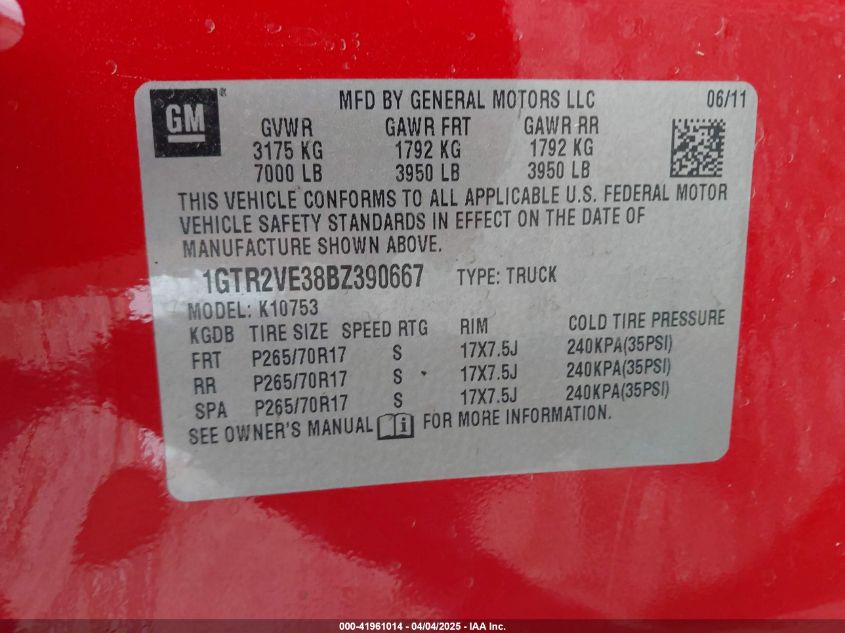 GM ® MFD BY GENERAL MOTORS LLC 06/11
GVWR GAWR FRT GAWR RR
3175 KG 1792 KG 1792 KG
7000 LB 3950 LB 3950 LB
THIS VEHICLE CONFORMS TO ALL APPLICABLE U.S. FEDERAL MOTOR
VEHICLE SAFETY STANDARDS IN EFFECT ON THE DATE OF
MANUFACTURE SHOWN ABOVE.
1GTR2VE38BZ390667 TYPE: TRUCK
MODEL: K10753
KGDB TIRE SIZE SPEED RTG RIM COLD TIRE PRESSURE
FRT P265/70R17 S 17X7.5J 240KPA(35PSI)
RR P265/70R17 S 17X7.5J 240KPA(35PSI)
SPA P265/70R17 S 17X7.5J 240KPA(35PSI)
SEE OWNER'S MANUAL i FOR MORE INFORMATION.
000-41961014 - 04/04/2025 - IAA Inc.